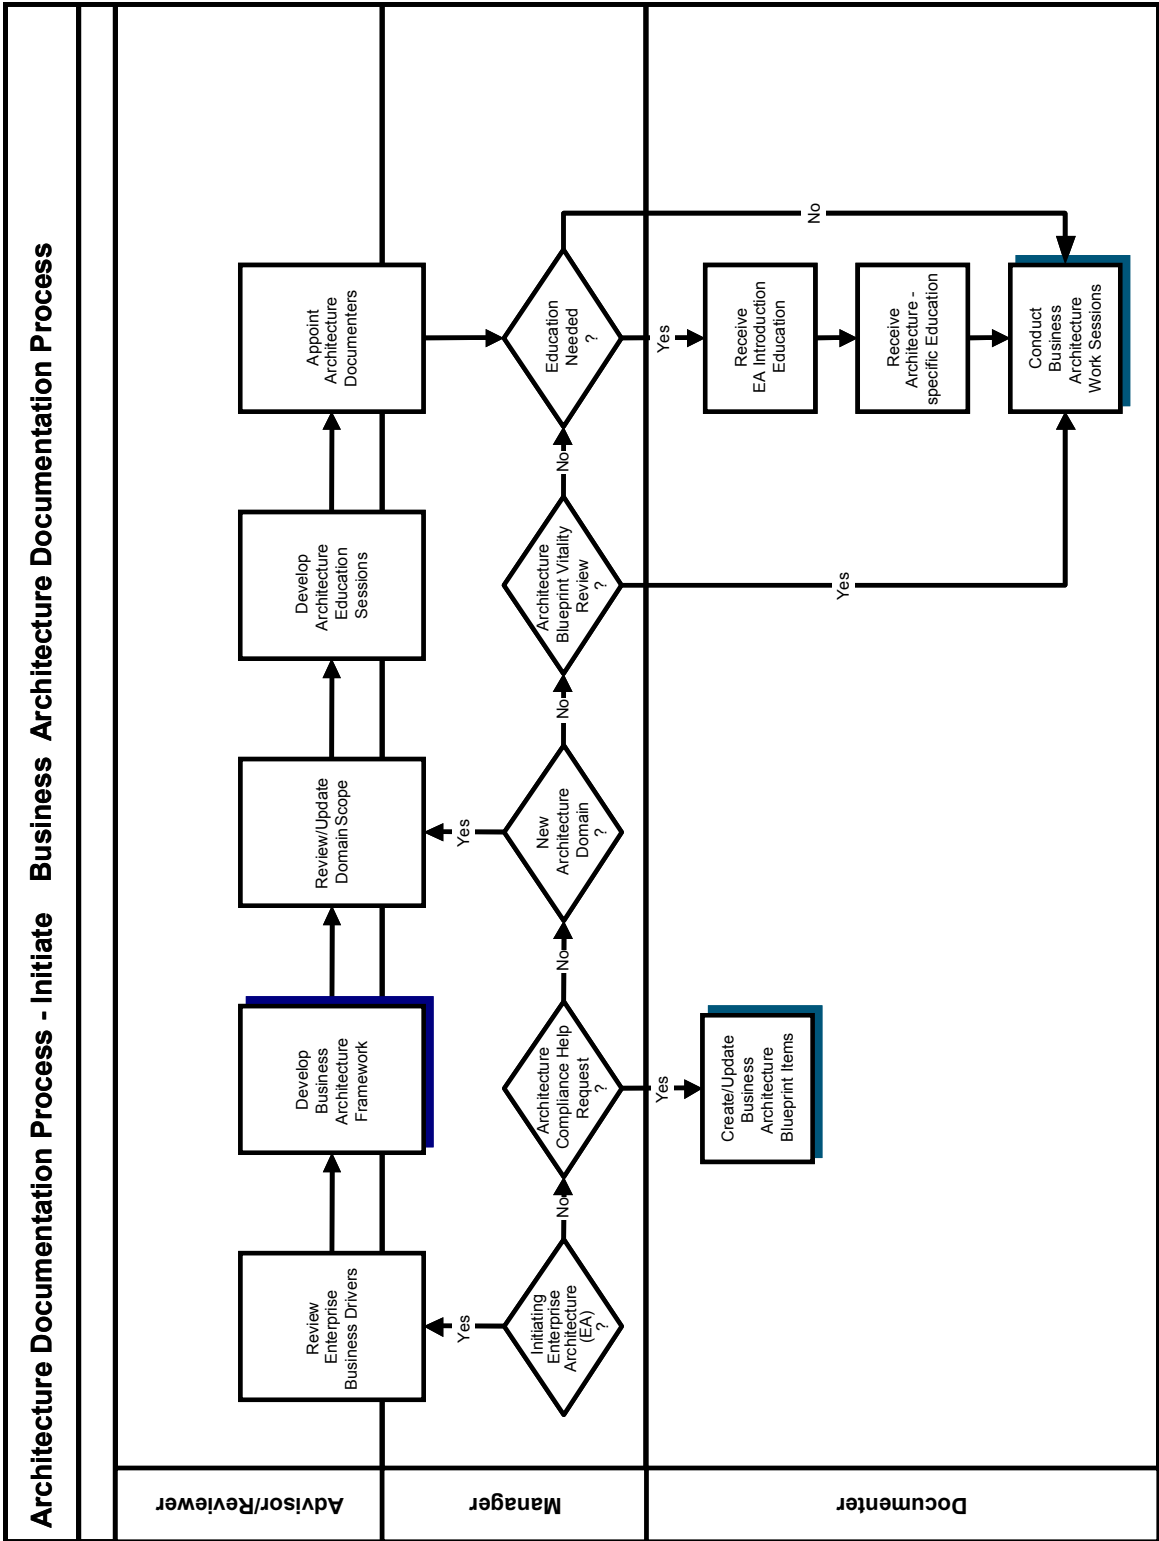 Architecture Documentation Process - Initiate Business Architecture Documentation Process
Advisor/Reviewer
Review
Enterprise
Business Drivers
Develop
Business
Architecture
Framework
Review/Update
Domain Scope
Develop
Architecture
Education
Sessions
Appoint
Architecture
Documenters
Yes
Yes
Manager
Initiating
Enterprise
Architecture
(EA)
?
No
Architecture
Compliance Help
Request
?
No
New
Architecture
Domain
?
No
Architecture
Blueprint Vitality
Review
?
No
Education
Needed
?
Yes
Yes
Yes
No
Documenter
Create/Update
Business
Architecture
Blueprint Items
Receive
EA Introduction
Education
Receive
Architecture -
specific Education
Conduct
Business
Architecture
Work Sessions